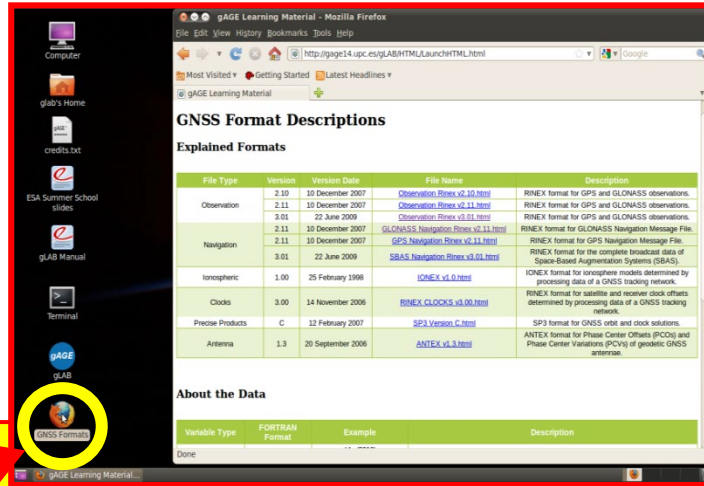 gAGE Learning Material - Mozilla Firefox
File Edit View History Bookmarks Tools Help
http://gage14.upc.es/gLAB/HTML/LaunchHTML.html
Google
Most Visited Getting Started Latest Headlines
gAGE Learning Material
Computer
glab's Home
gAGE
credits.txt
ESA Summer School
slides
gLAB Manual
Terminal
gAGE
gLAB
GNSS Formats
GNSS Format Descriptions
Explained Formats
File Type Version Version Date File Name Description
Observation
2.10 10 December 2007 Observation Rinex v2.10.html RINEX format for GPS and GLONASS observations.
2.11 10 December 2007 Observation Rinex v2.11.html RINEX format for GPS and GLONASS observations.
3.01 22 June 2009 Observation Rinex v3.01.html RINEX format for GPS and GLONASS observations.
Navigation
2.11 10 December 2007 GLONASS Navigation Rinex v2.11.html RINEX format for GLONASS Navigation Message File.
2.11 10 December 2007 GPS Navigation Rinex v2.11.html RINEX format for GPS Navigation Message File.
3.01 22 June 2009 SBAS Navigation Rinex v3.01.html RINEX format for the complete broadcast data of
Space-Based Augmentation Systems (SBAS).
Ionospheric 1.00 25 February 1998 IONEX v1.0.html IONEX format for ionosphere models determined by
processing data of a GNSS tracking network.
Clocks 3.00 14 November 2006 RINEX CLOCKS v3.00.html RINEX format for satellite and receiver clock offsets
determined by processing data of a GNSS tracking
network.
Precise Products C 12 February 2007 SP3 Version C.html SP3 format for GNSS orbit and clock solutions.
Antenna 1.3 20 September 2006 ANTEX v1.3.html ANTEX format for Phase Center Offsets (PCOs) and
Phase Center Variations (PCVs) of geodetic GNSS
antennae.
About the Data
Variable Type FORTRAN
Format Example Description
Done
gAGE Learning Material...